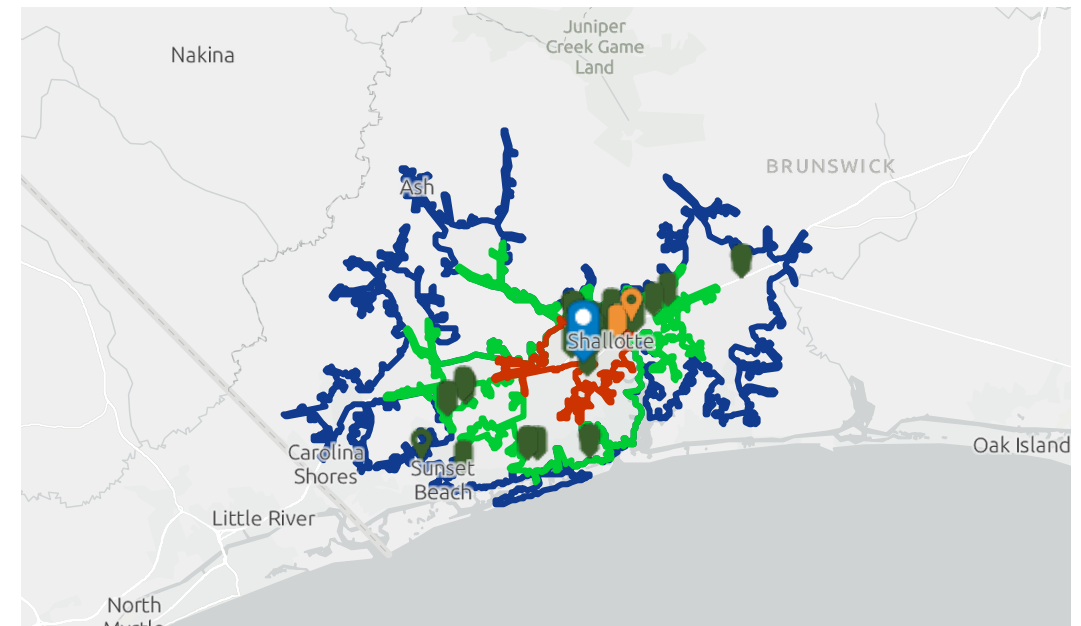 Juniper
Creek Game
Land
Nakina
BRUNSWICK
Ash
Shallotte
Carolina
Shores
Sunset
Beach
Oak Island
Little River
North